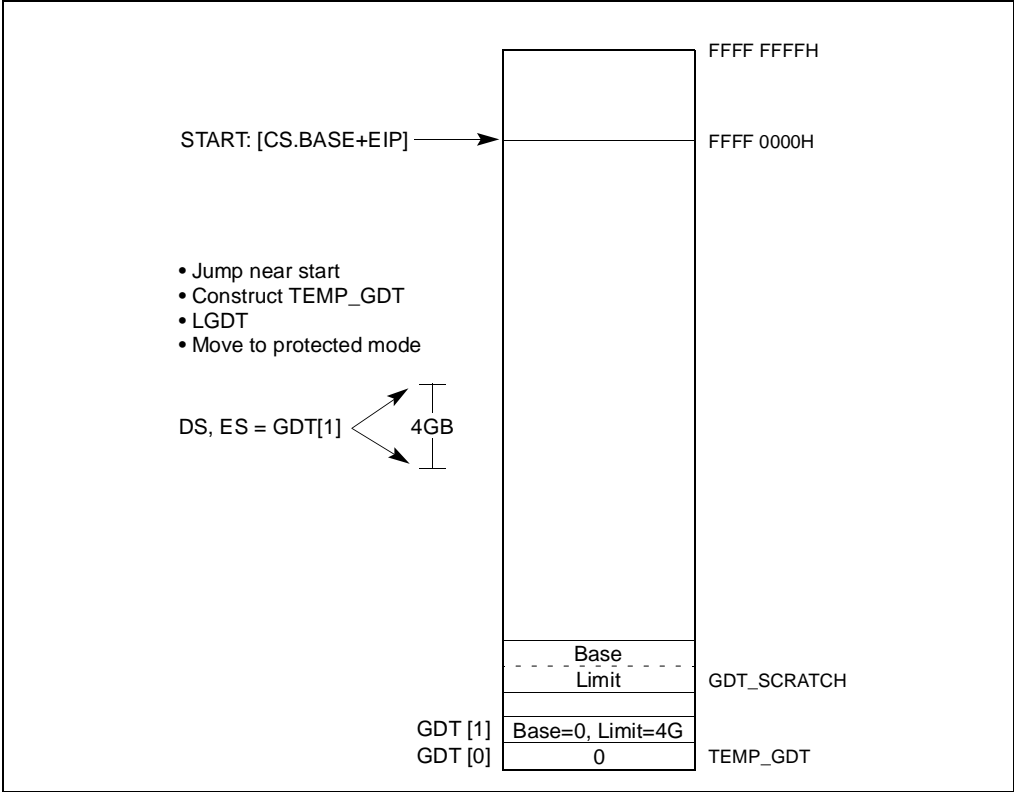 FFFF FFFFH
START: [CS.BASE+EIP]
FFFF 0000H
• Jump near start
• Construct TEMP_GDT
• LGDT
• Move to protected mode
DS, ES = GDT[1]
4GB
Base
Limit
GDT_SCRATCH
GDT [1]
Base=0, Limit=4G
GDT [0]
0
TEMP_GDT